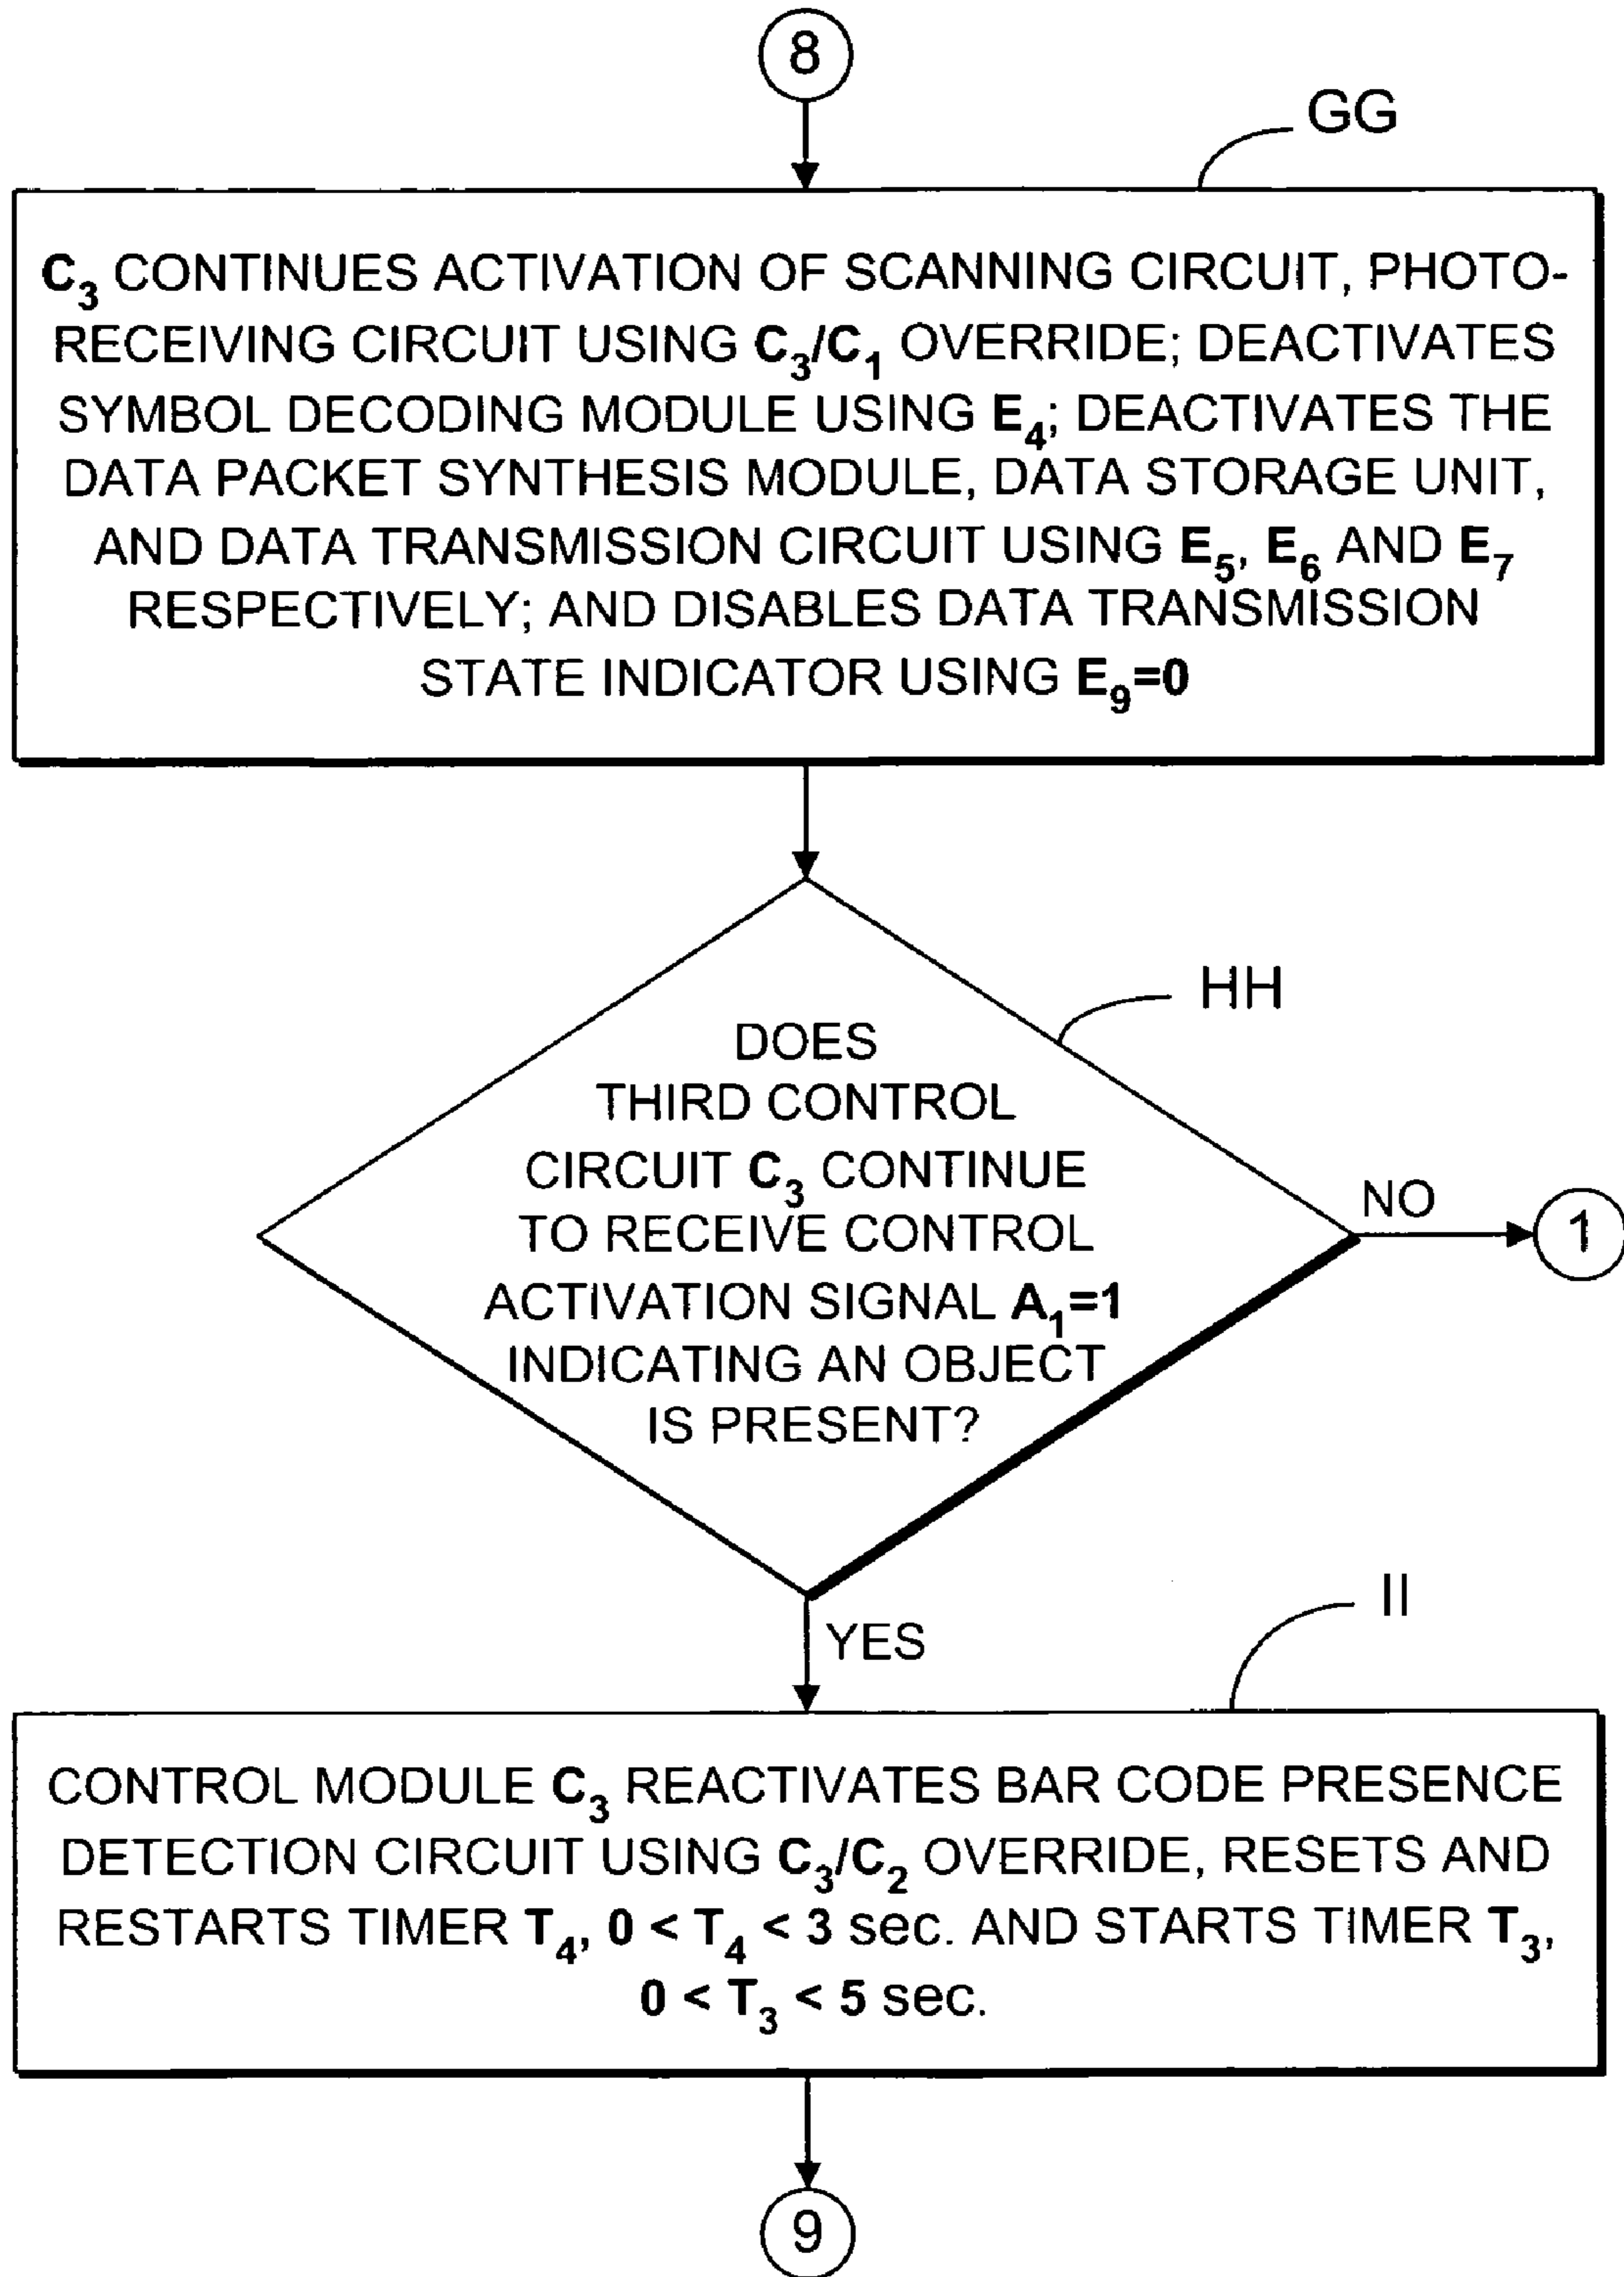 8
GG
C₃ CONTINUES ACTIVATION OF SCANNING CIRCUIT, PHOTO-
RECEIVING CIRCUIT USING C₃/C₁ OVERRIDE; DEACTIVATES
SYMBOL DECODING MODULE USING E₄; DEACTIVATES THE
DATA PACKET SYNTHESIS MODULE, DATA STORAGE UNIT,
AND DATA TRANSMISSION CIRCUIT USING E₅, E₆ AND E₇
RESPECTIVELY; AND DISABLES DATA TRANSMISSION
STATE INDICATOR USING E₉=0
HH
DOES
THIRD CONTROL
CIRCUIT C₃ CONTINUE
TO RECEIVE CONTROL
ACTIVATION SIGNAL A₁=1
INDICATING AN OBJECT
IS PRESENT?
NO
1
YES
II
CONTROL MODULE C₃ REACTIVATES BAR CODE PRESENCE
DETECTION CIRCUIT USING C₃/C₂ OVERRIDE, RESETS AND
RESTARTS TIMER T₄, 0 < T₄ < 3 sec. AND STARTS TIMER T₃,
0 < T₃ < 5 sec.
9